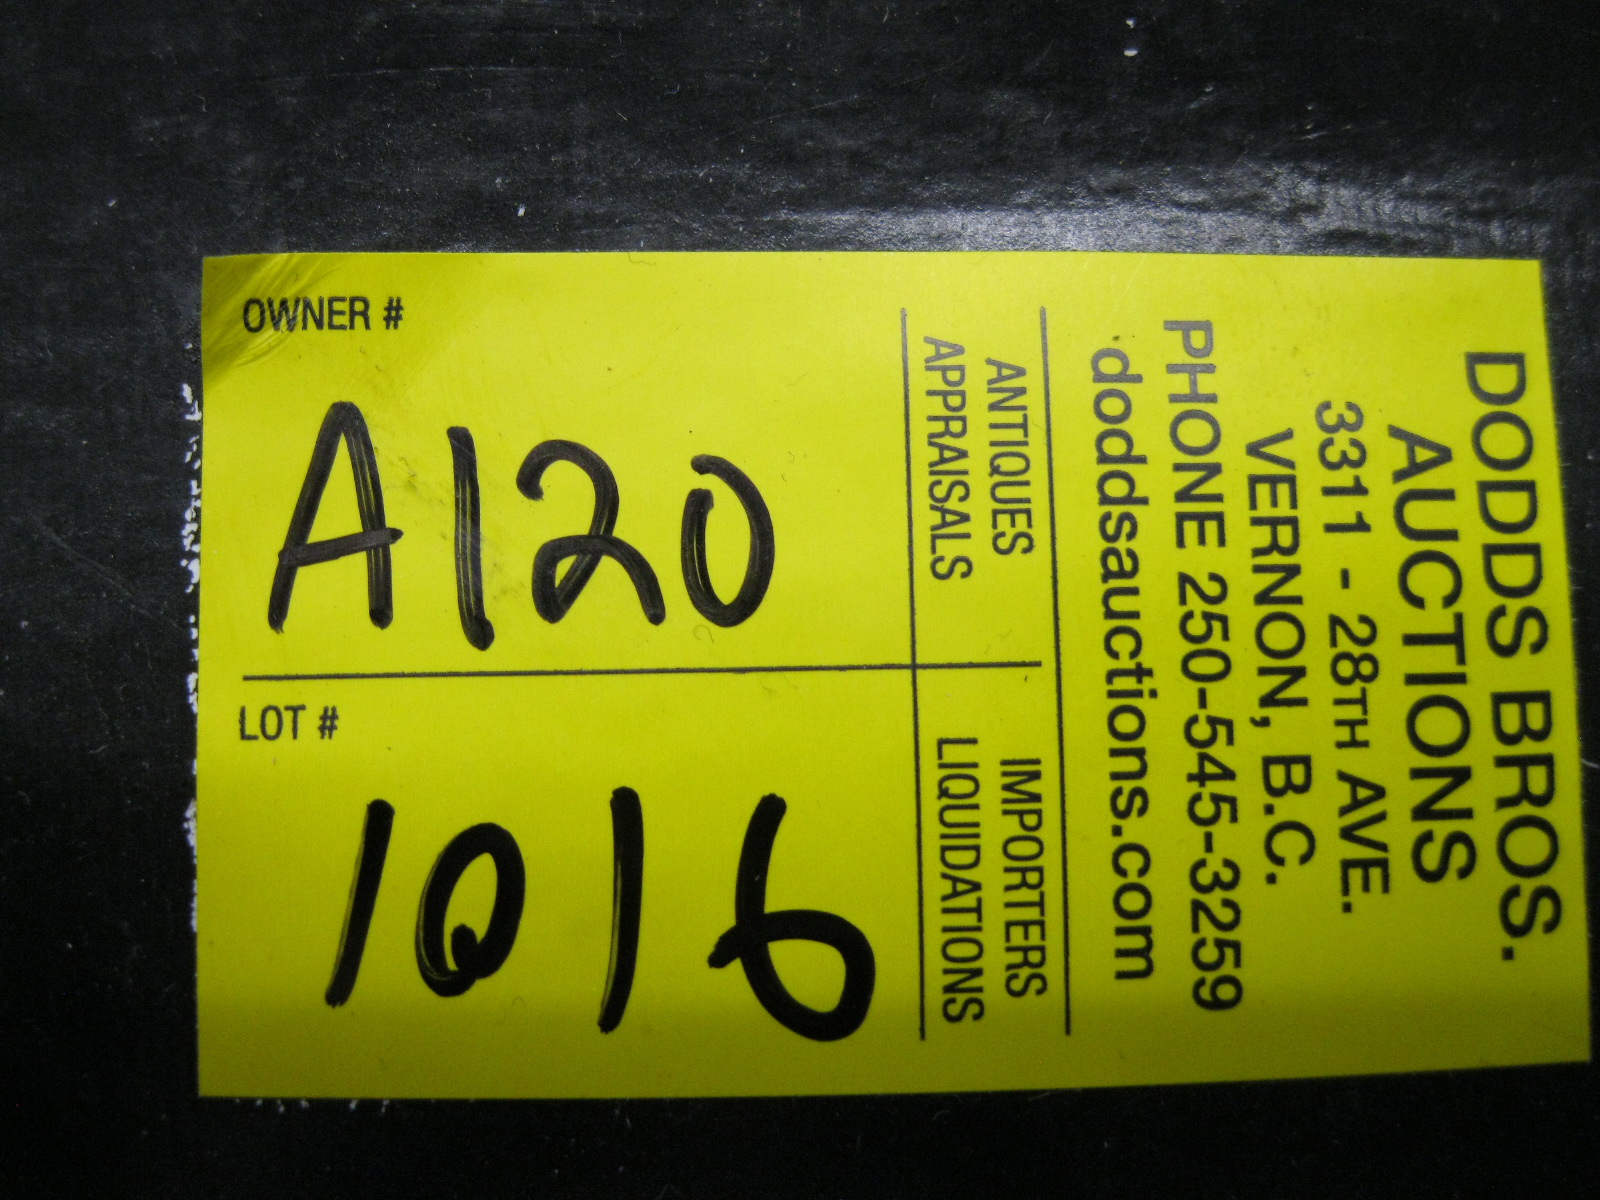 OWNER #
A120
LOT #
1016
DODDS BROS.
AUCTIONS
3311 - 28TH AVE.
VERNON, B.C.
PHONE 250-545-3259
doddsauctions.com
ANTIQUES
APPRAISALS
IMPORTERS
LIQUIDATIONS